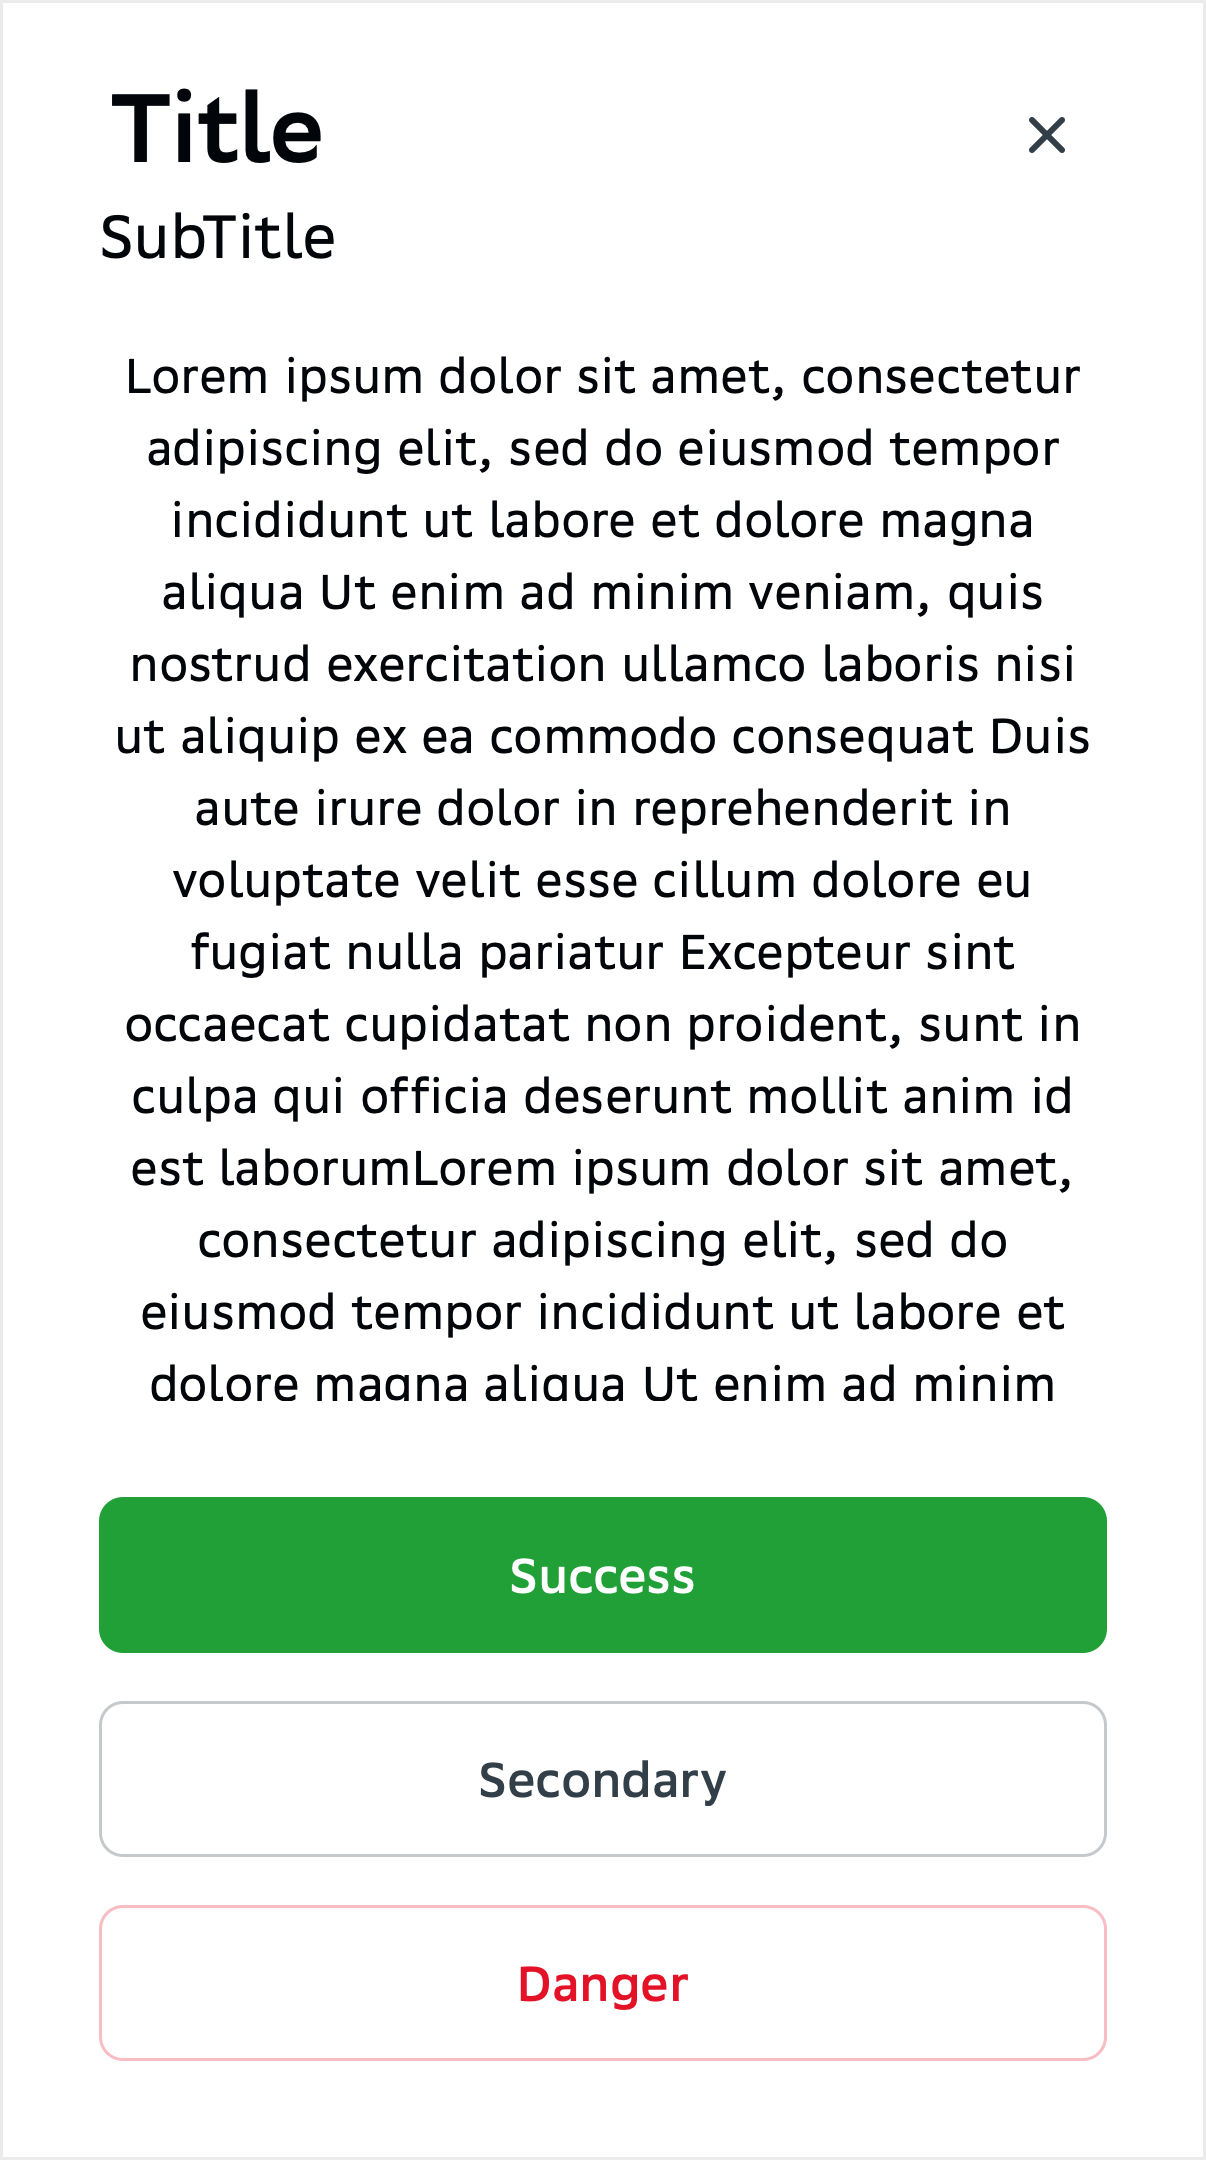 Title
SubTitle
Lorem ipsum dolor sit amet, consectetur
adipiscing elit, sed do eiusmod tempor
incididunt ut labore et dolore magna
aliqua Ut enim ad minim veniam, quis
nostrud exercitation ullamco laboris nisi
ut aliquip ex ea commodo consequat Duis
aute irure dolor in reprehenderit in
voluptate velit esse cillum dolore eu
fugiat nulla pariatur Excepteur sint
occaecat cupidatat non proident, sunt in
culpa qui officia deserunt mollit anim id
est laborumLorem ipsum dolor sit amet,
consectetur adipiscing elit, sed do
eiusmod tempor incididunt ut labore et
dolore magna aliqua Ut enim ad minim
Success
Secondary
Danger